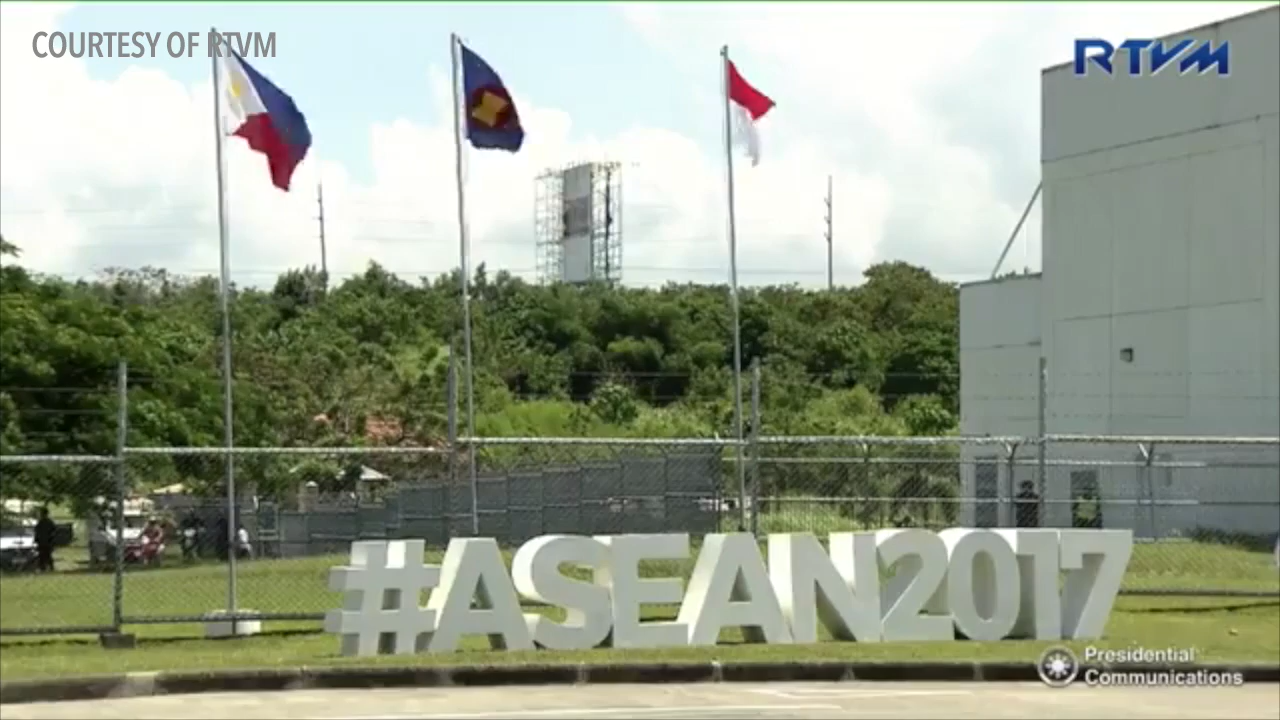 COURTESY OF RTVM
RTVM
#ASEAN2017
Presidential
Communications